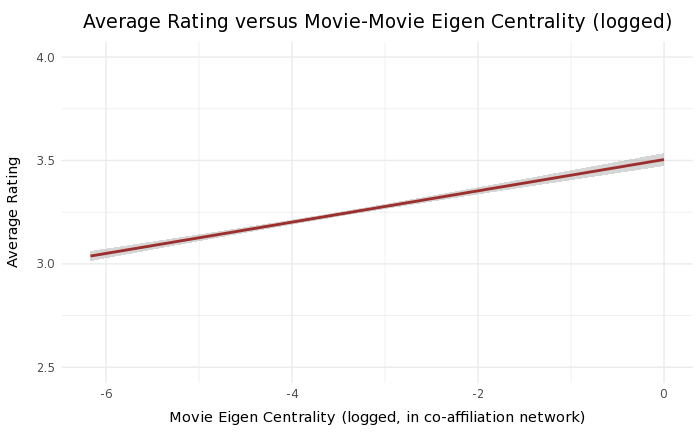 Average Rating versus Movie-Movie Eigen Centrality (logged)
4.0
3.5
3.0
2.5
Average Rating
-6
-4
-2
0
Movie Eigen Centrality (logged, in co-affiliation network)